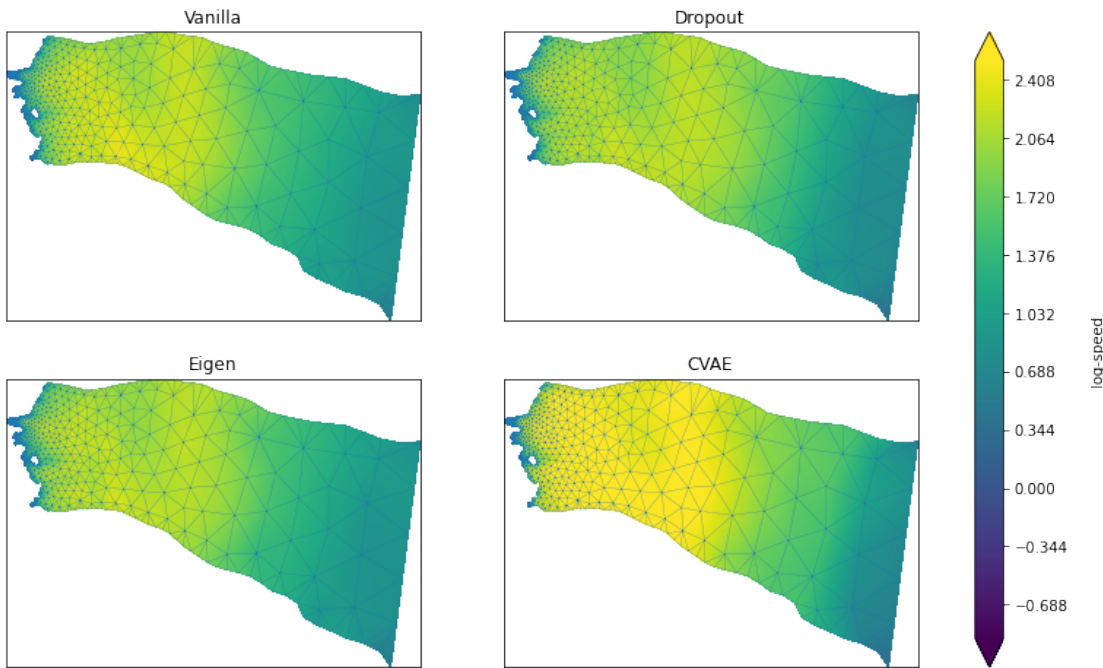 Vanilla
Dropout
Eigen
CVAE
2.408
2.064
1.720
1.376
1.032
0.688
0.344
0.000
−0.344
−0.688
log-speed